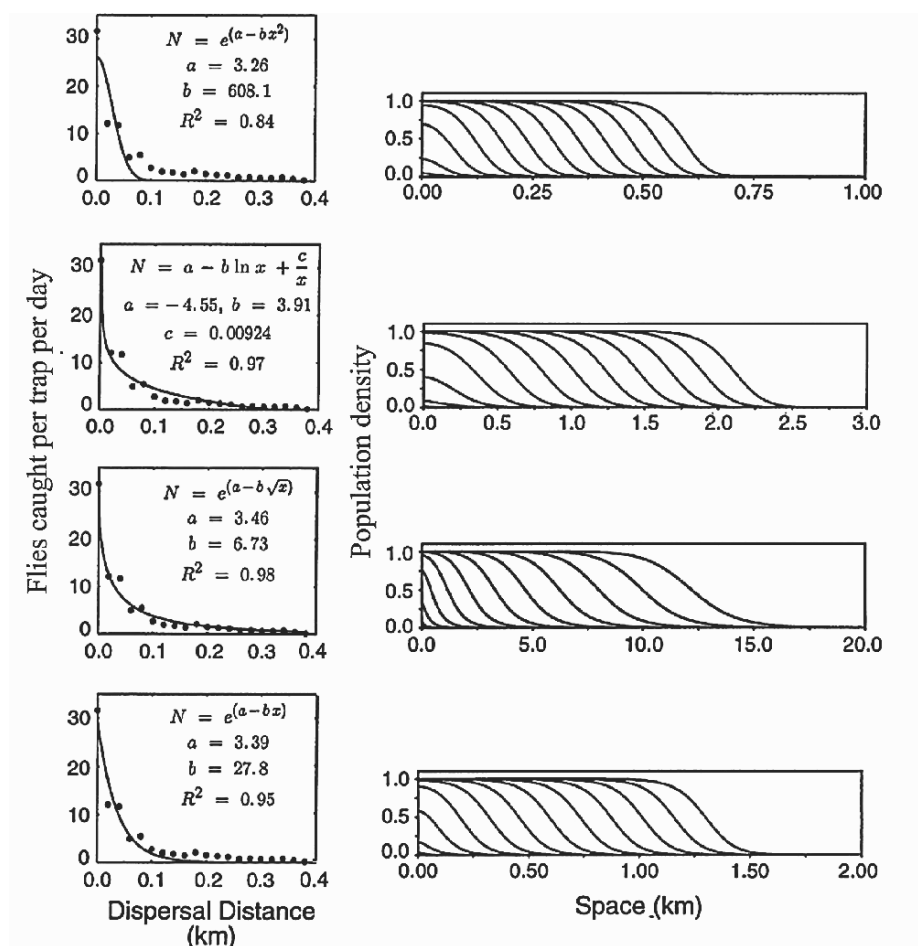 Flies caught per trap per day
30
20
10
0
N = e^{(a−bx²)}
a = 3.26
b = 608.1
R² = 0.84
0.0 0.1 0.2 0.3 0.4
1.0
0.5
0.0
0.00 0.25 0.50 0.75 1.00
30
20
10
0
N = a − b ln x + c/x
a = −4.55, b = 3.91
c = 0.00924
R² = 0.97
0.0 0.1 0.2 0.3 0.4
Population density
1.0
0.5
0.0
0.0 0.5 1.0 1.5 2.0 2.5 3.0
30
20
10
0
N = e^{(a−b√x)}
a = 3.46
b = 6.73
R² = 0.98
0.0 0.1 0.2 0.3 0.4
1.0
0.5
0.0
0.0 5.0 10.0 15.0 20.0
30
20
10
0
N = e^{(a−bx)}
a = 3.39
b = 27.8
R² = 0.95
0.0 0.1 0.2 0.3 0.4
Dispersal Distance
(km)
1.0
0.5
0.0
0.00 0.50 1.00 1.50 2.00
Space (km)